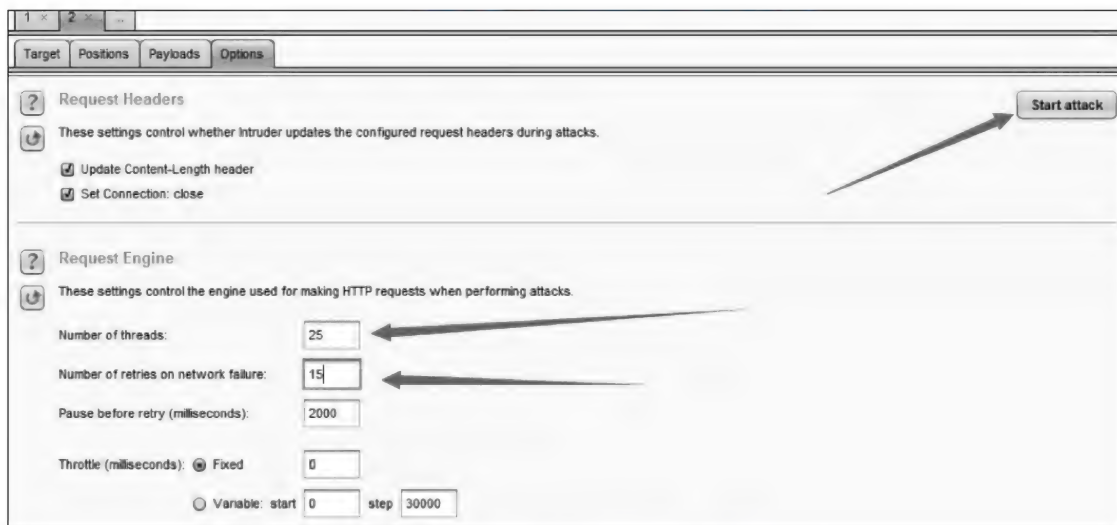 1 × 2 × ...
Target Positions Payloads Options
? Request Headers
Start attack
These settings control whether Intruder updates the configured request headers during attacks.
Update Content-Length header
Set Connection: close
? Request Engine
These settings control the engine used for making HTTP requests when performing attacks.
Number of threads: 25
Number of retries on network failure: 15
Pause before retry (milliseconds): 2000
Throttle (milliseconds): Fixed 0
Variable: start 0 step 30000